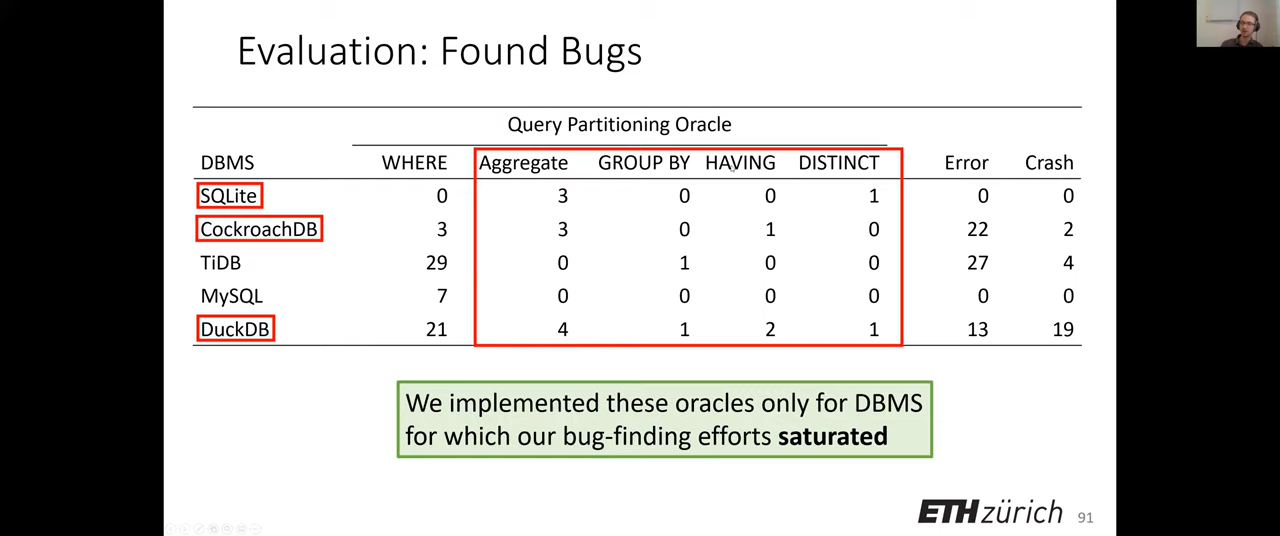 Evaluation: Found Bugs
Query Partitioning Oracle
DBMS WHERE Aggregate GROUP BY HAVING DISTINCT Error Crash
SQLite 0 3 0 0 1 0 0
CockroachDB 3 3 0 1 0 22 2
TiDB 29 0 1 0 0 27 4
MySQL 7 0 0 0 0 0 0
DuckDB 21 4 1 2 1 13 19
We implemented these oracles only for DBMS
for which our bug-finding efforts saturated
ETH zürich 91